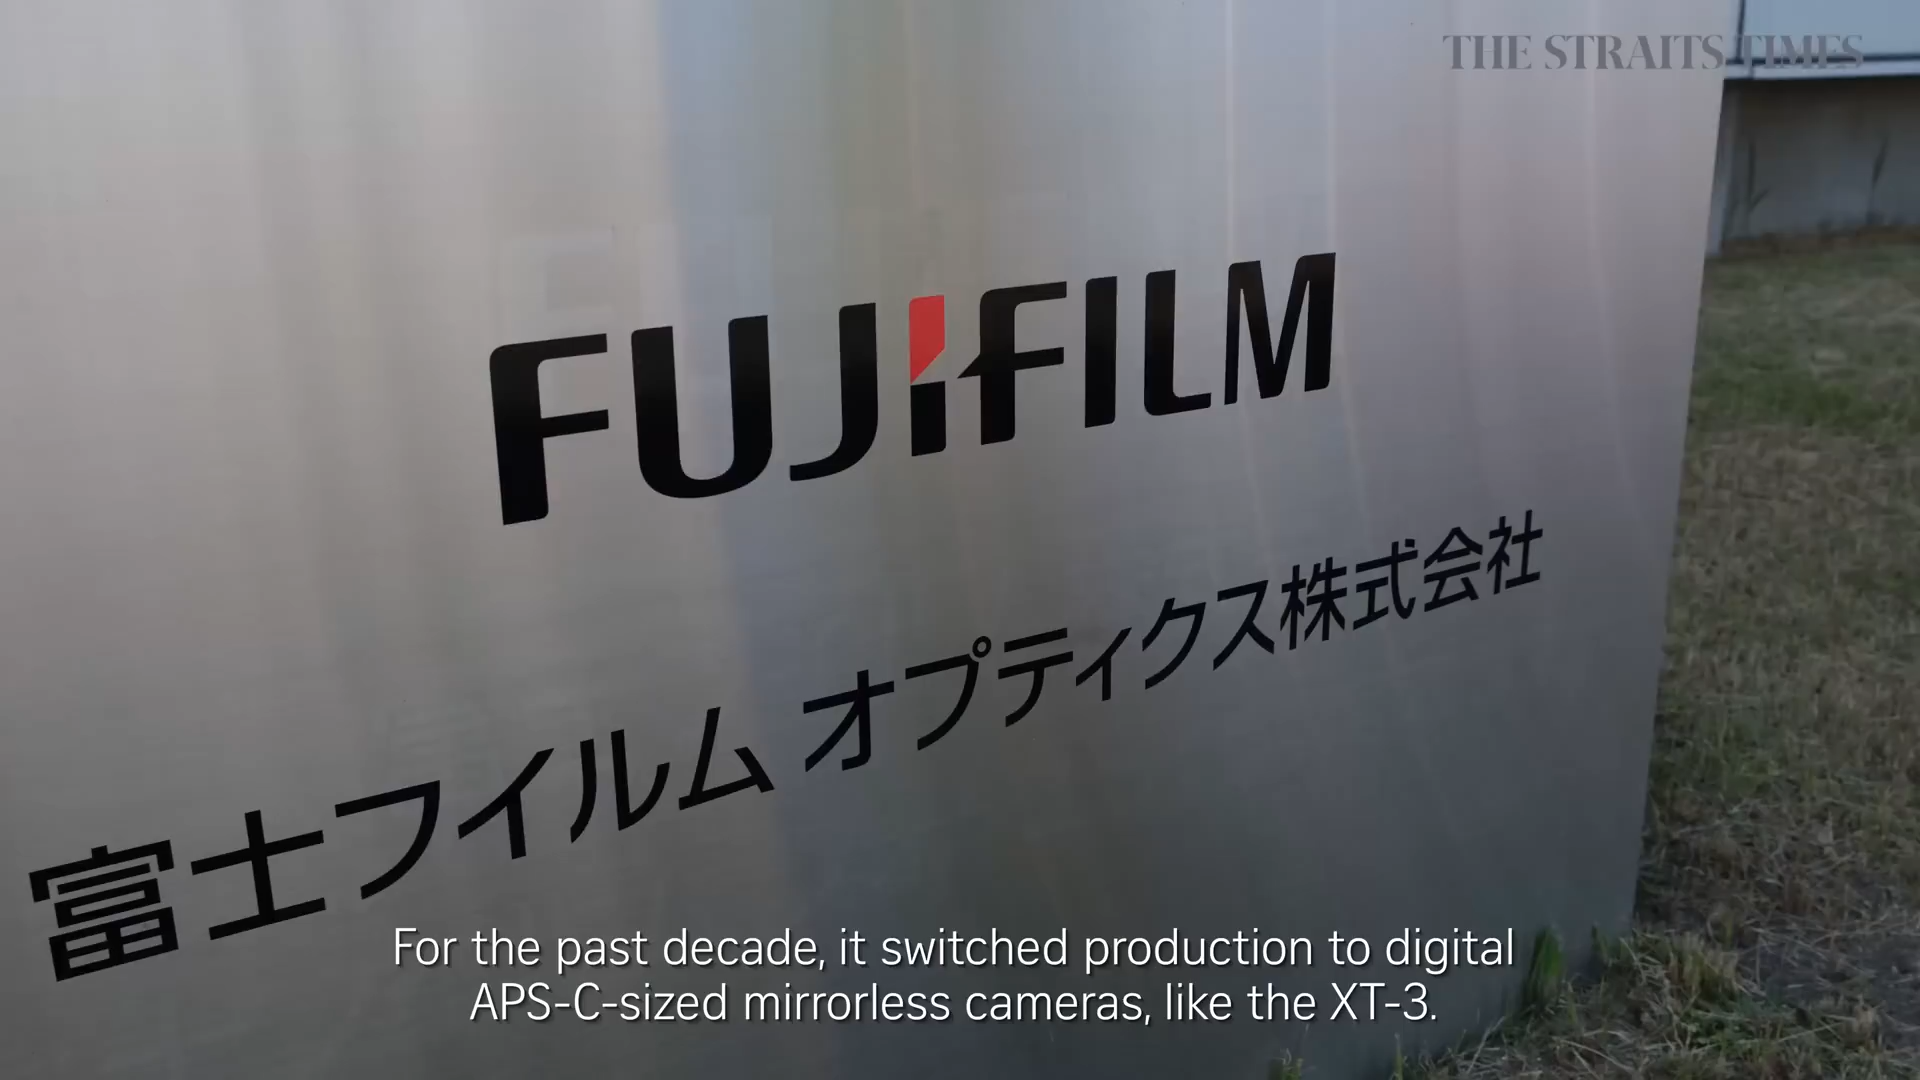 THE STRAITS TIMES
FUJIFILM
富士フイルム オプティクス株式会社
For the past decade, it switched production to digital
APS-C-sized mirrorless cameras, like the XT-3.